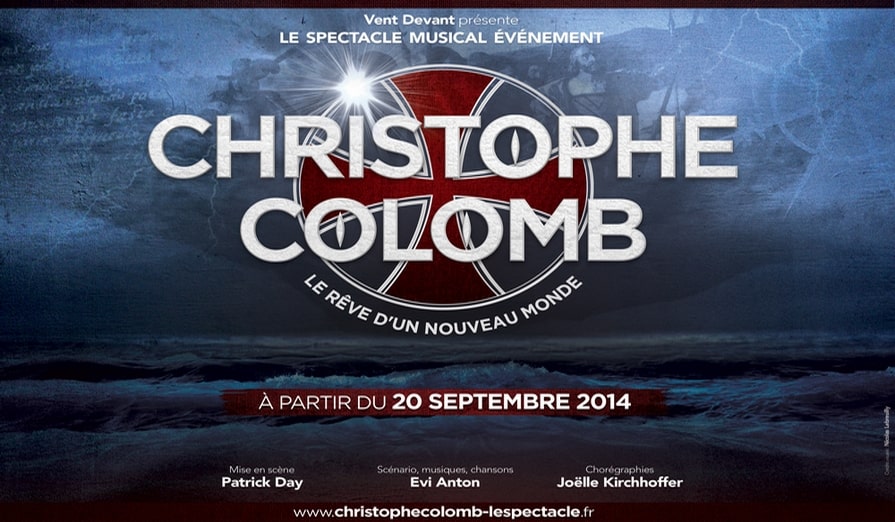 Vent Devant présente
LE SPECTACLE MUSICAL ÉVÉNEMENT
CHRISTOPHE
COLOMB
LE RÊVE D'UN NOUVEAU MONDE
À PARTIR DU 20 SEPTEMBRE 2014
Mise en scène
Patrick Day
Scénario, musiques, chansons
Evi Anton
Chorégraphies
Joëlle Kirchhoffer
www.christophecolomb-lespectacle.fr